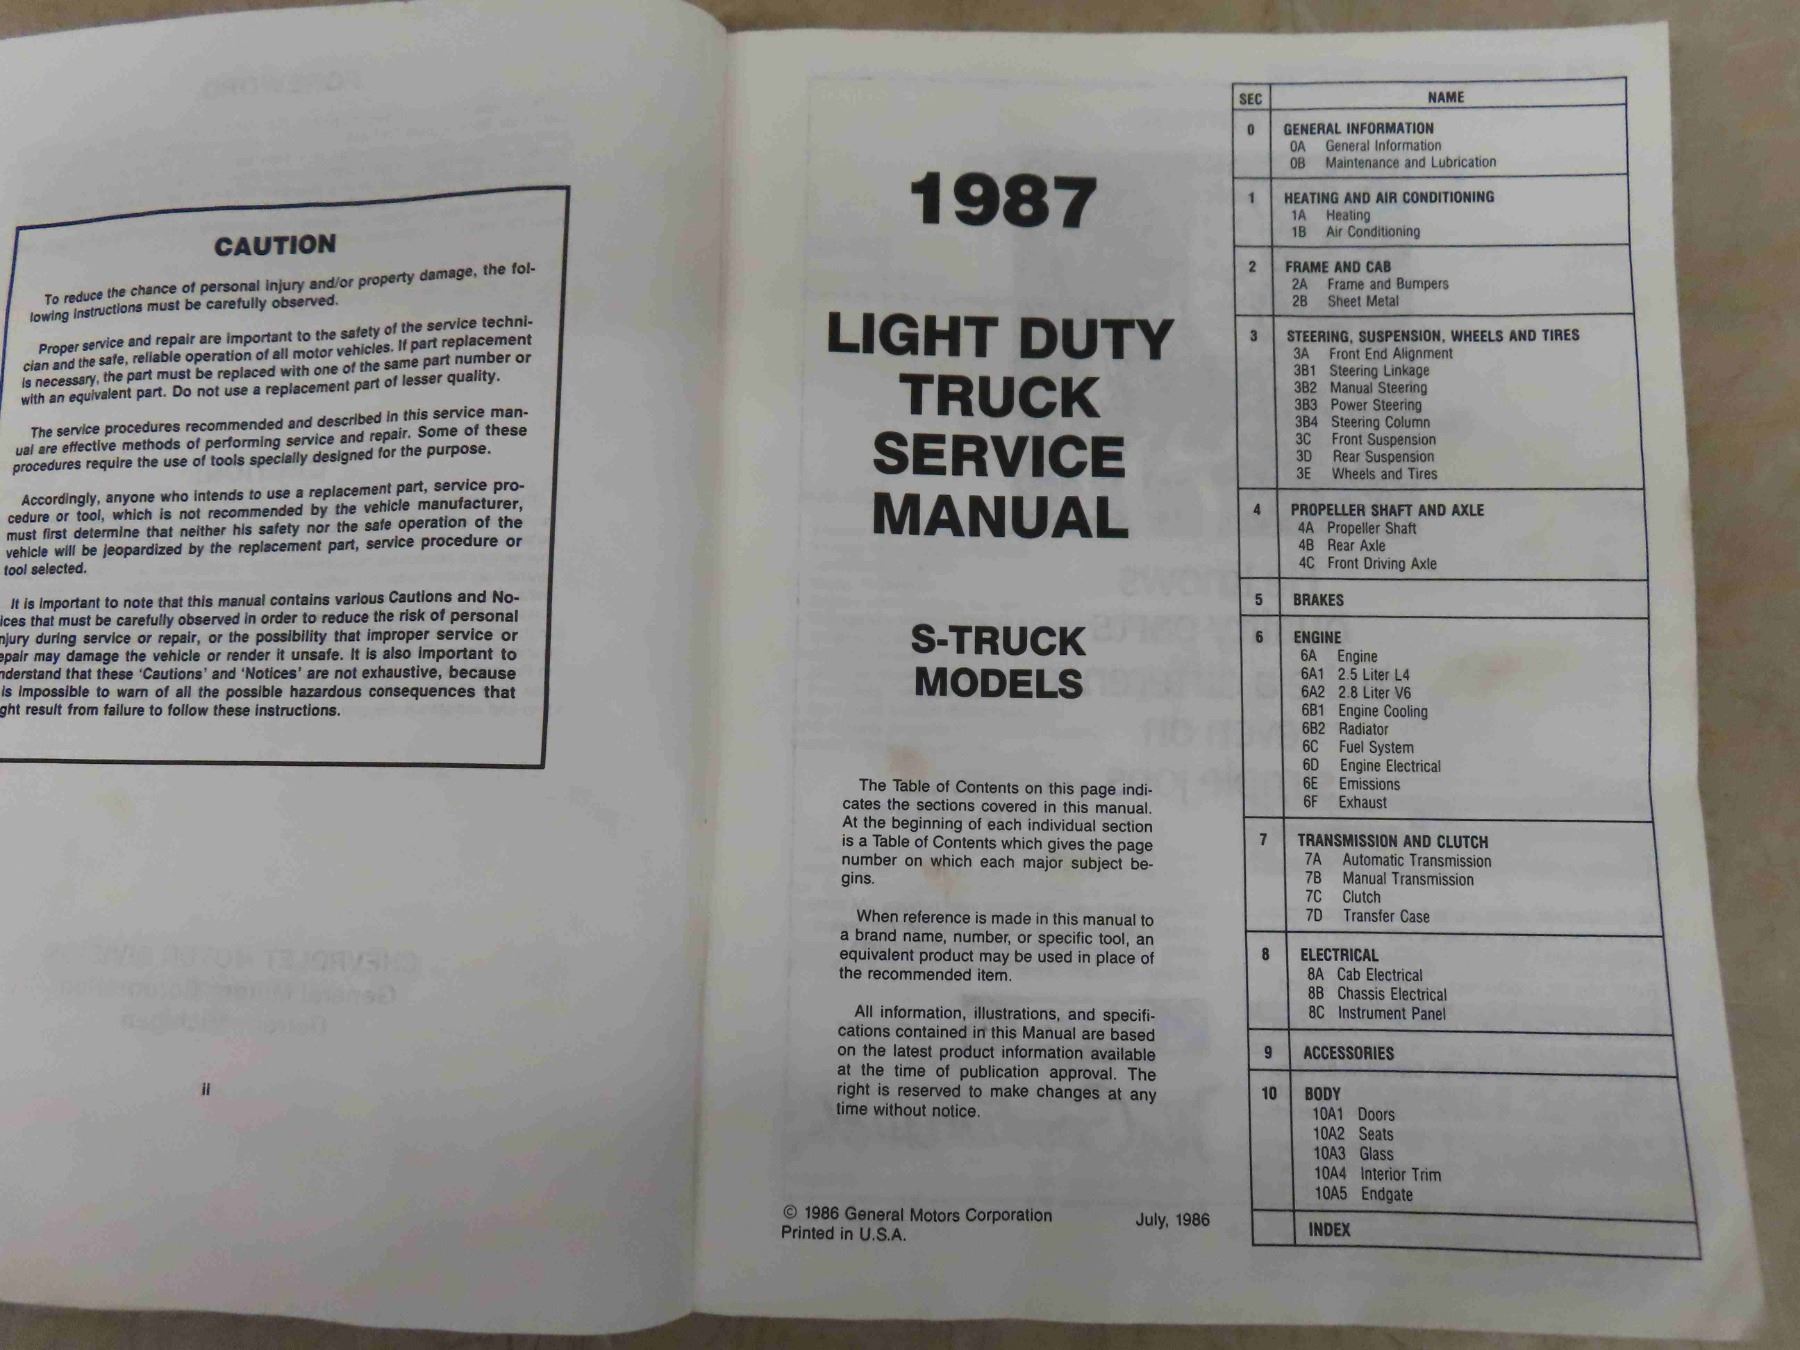 CAUTION
To reduce the chance of personal injury and/or property damage, the fol-
lowing instructions must be carefully observed.
Proper service and repair are important to the safety of the service techni-
cian and the safe, reliable operation of all motor vehicles. If part replacement
is necessary, the part must be replaced with one of the same part number or
with an equivalent part. Do not use a replacement part of lesser quality.
The service procedures recommended and described in this service man-
ual are effective methods of performing service and repair. Some of these
procedures require the use of tools specially designed for the purpose.
Accordingly, anyone who intends to use a replacement part, service pro-
cedure or tool, which is not recommended by the vehicle manufacturer,
must first determine that neither his safety nor the safe operation of the
vehicle will be jeopardized by the replacement part, service procedure or
tool selected.
It is important to note that this manual contains various Cautions and No-
ices that must be carefully observed in order to reduce the risk of personal
njury during service or repair, or the possibility that improper service or
epair may damage the vehicle or render it unsafe. It is also important to
nderstand that these 'Cautions' and 'Notices' are not exhaustive, because
is impossible to warn of all the possible hazardous consequences that
ght result from failure to follow these instructions.
ii
1987
LIGHT DUTY
TRUCK
SERVICE
MANUAL
S-TRUCK
MODELS
The Table of Contents on this page indi-
cates the sections covered in this manual.
At the beginning of each individual section
is a Table of Contents which gives the page
number on which each major subject be-
gins.
When reference is made in this manual to
a brand name, number, or specific tool, an
equivalent product may be used in place of
the recommended item.
All information, illustrations, and specifi-
cations contained in this Manual are based
on the latest product information available
at the time of publication approval. The
right is reserved to make changes at any
time without notice.
© 1986 General Motors Corporation July, 1986
Printed in U.S.A.
SEC NAME
0 GENERAL INFORMATION
0A General Information
0B Maintenance and Lubrication
1 HEATING AND AIR CONDITIONING
1A Heating
1B Air Conditioning
2 FRAME AND CAB
2A Frame and Bumpers
2B Sheet Metal
3 STEERING, SUSPENSION, WHEELS AND TIRES
3A Front End Alignment
3B1 Steering Linkage
3B2 Manual Steering
3B3 Power Steering
3B4 Steering Column
3C Front Suspension
3D Rear Suspension
3E Wheels and Tires
4 PROPELLER SHAFT AND AXLE
4A Propeller Shaft
4B Rear Axle
4C Front Driving Axle
5 BRAKES
6 ENGINE
6A Engine
6A1 2.5 Liter L4
6A2 2.8 Liter V6
6B1 Engine Cooling
6B2 Radiator
6C Fuel System
6D Engine Electrical
6E Emissions
6F Exhaust
7 TRANSMISSION AND CLUTCH
7A Automatic Transmission
7B Manual Transmission
7C Clutch
7D Transfer Case
8 ELECTRICAL
8A Cab Electrical
8B Chassis Electrical
8C Instrument Panel
9 ACCESSORIES
10 BODY
10A1 Doors
10A2 Seats
10A3 Glass
10A4 Interior Trim
10A5 Endgate
INDEX